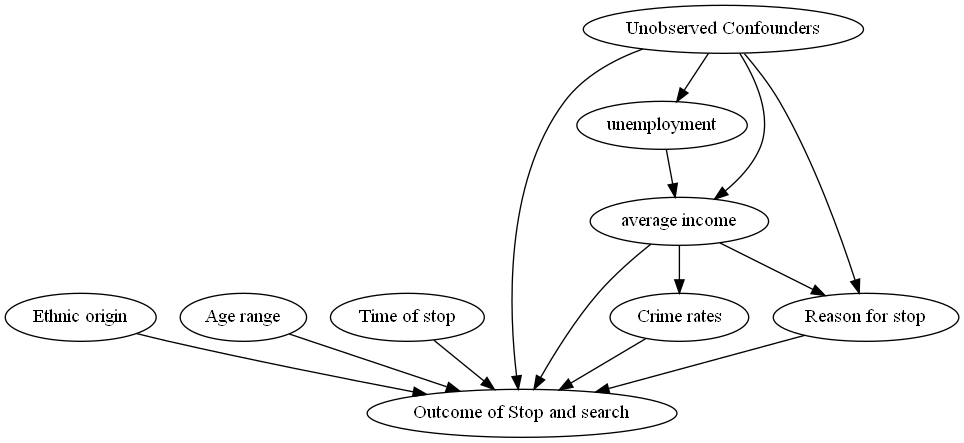 Unobserved Confounders
unemployment
average income
Ethnic origin
Age range
Time of stop
Crime rates
Reason for stop
Outcome of Stop and search